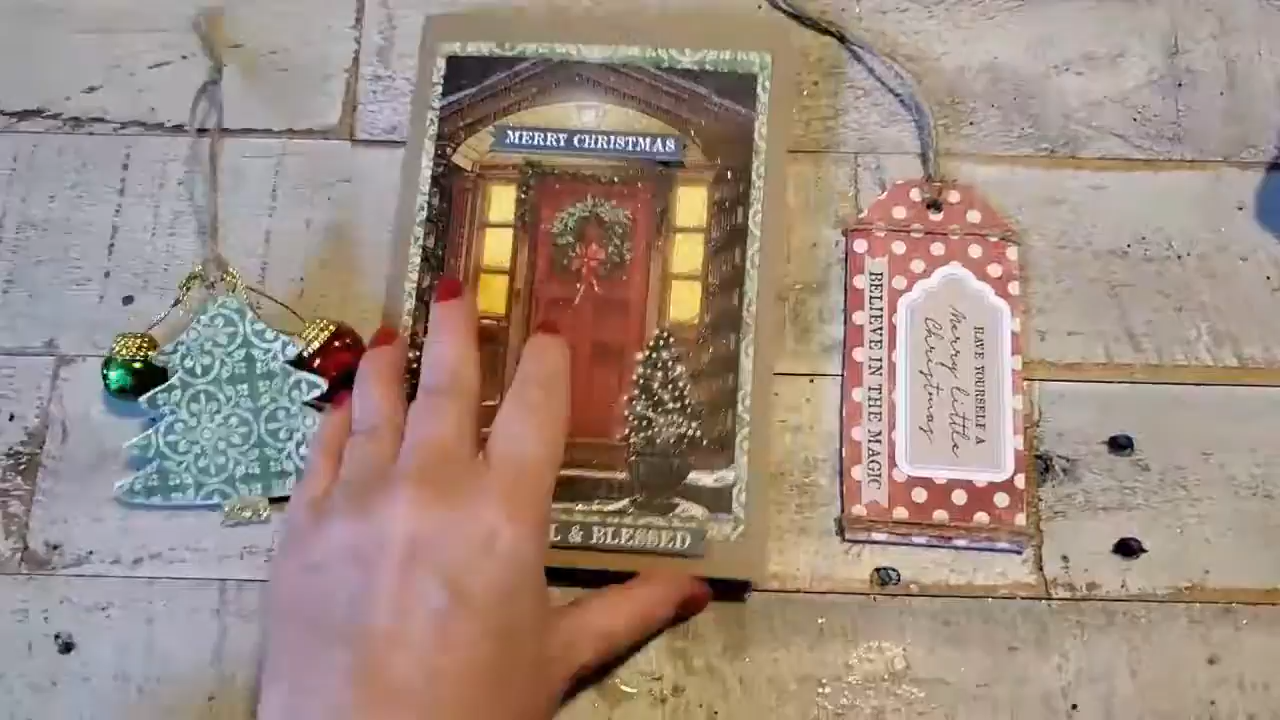 MERRY CHRISTMAS
L & BLESSED
BELIEVE IN THE MAGIC
HAVE YOURSELF A
Merry little
Christmas